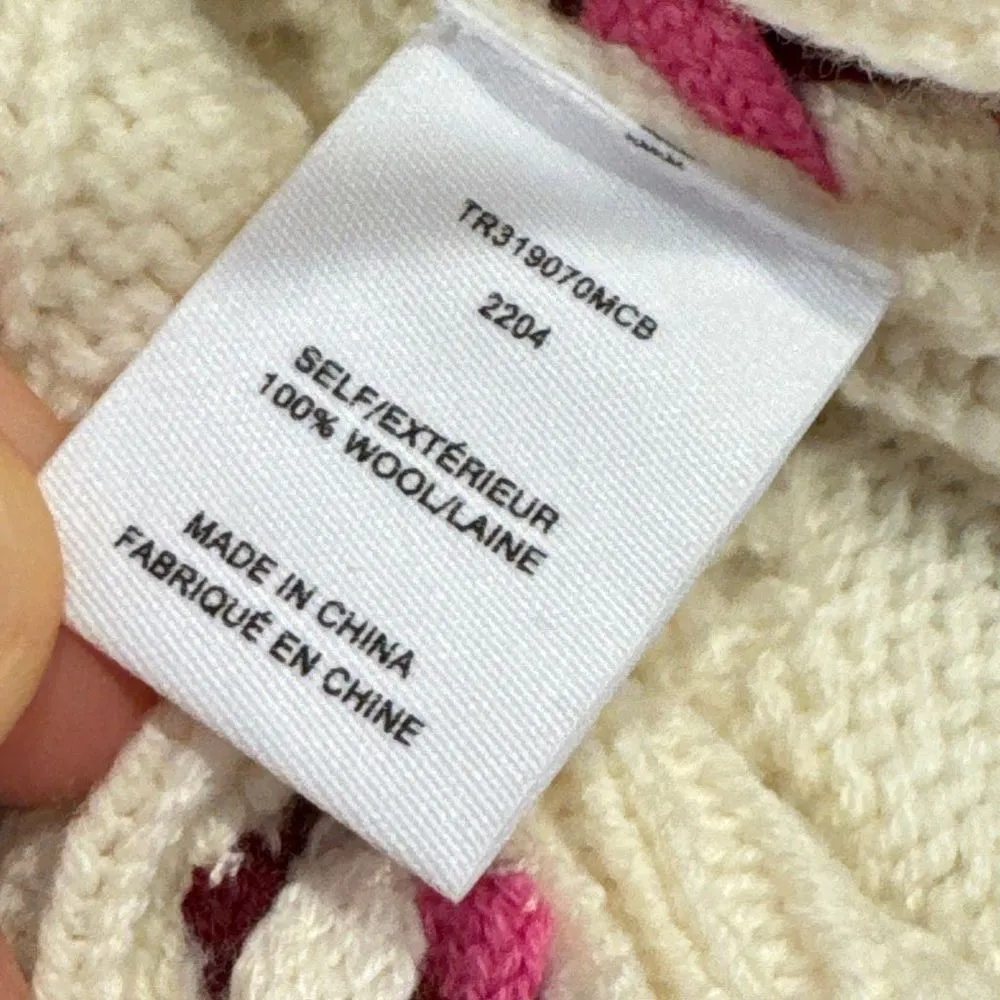 TR319070MCB
2204
SELF/EXTÉRIEUR
100% WOOL/LAINE
MADE IN CHINA
FABRIQUÉ EN CHINE